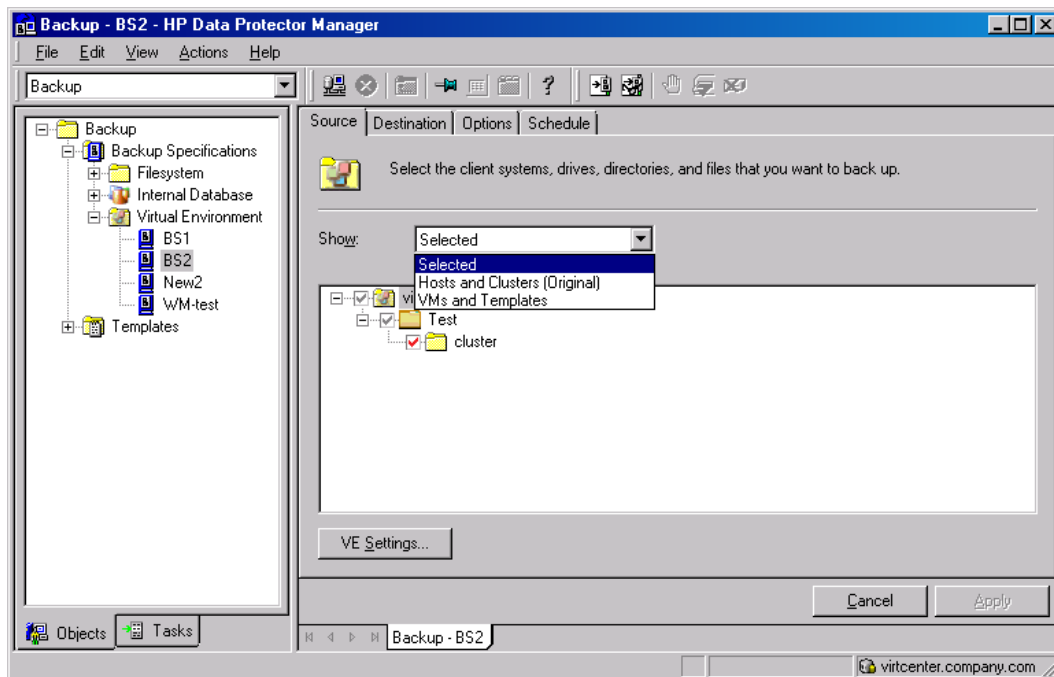 Backup - BS2 - HP Data Protector Manager
File Edit View Actions Help
Backup
Backup
Backup Specifications
Filesystem
Internal Database
Virtual Environment
BS1
BS2
New2
WM-test
Templates
Objects Tasks
Source Destination Options Schedule
Select the client systems, drives, directories, and files that you want to back up.
Show: Selected
Selected
Hosts and Clusters (Original)
VMs and Templates
Test
cluster
VE Settings...
Cancel Apply
Backup - BS2
virtcenter.company.com